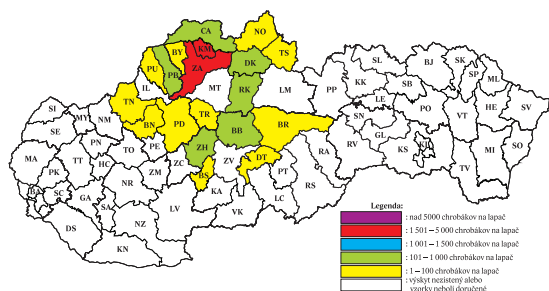 CA
NO
KM
BY
TS
ZA
DK
PU
PB
IL
MT
RK
LM
PP
KK
SL
SB
BJ
SK
SP
ML
LE
TN
BN
PD
TR
BB
BR
SN
PO
VT
HE
SV
SI
MY
NM
SE
PN
TO
PE
ZH
ZV
DT
RA
RV
GL
KS
KE
MI
SO
MA
PK
TT
HC
ZM
ZC
BS
KA
PT
RS
TV
BA
SC
GA
SA
NR
LV
VK
LC
DS
NZ
KN
Legenda:
: nad 5000 chrobákov na lapač
: 1 501 – 5 000 chrobákov na lapač
: 1 001 – 1 500 chrobákov na lapač
: 101 – 1 000 chrobákov na lapač
: 1 – 100 chrobákov na lapač
: výskyt nezistený alebo
vzorky neboli doručené